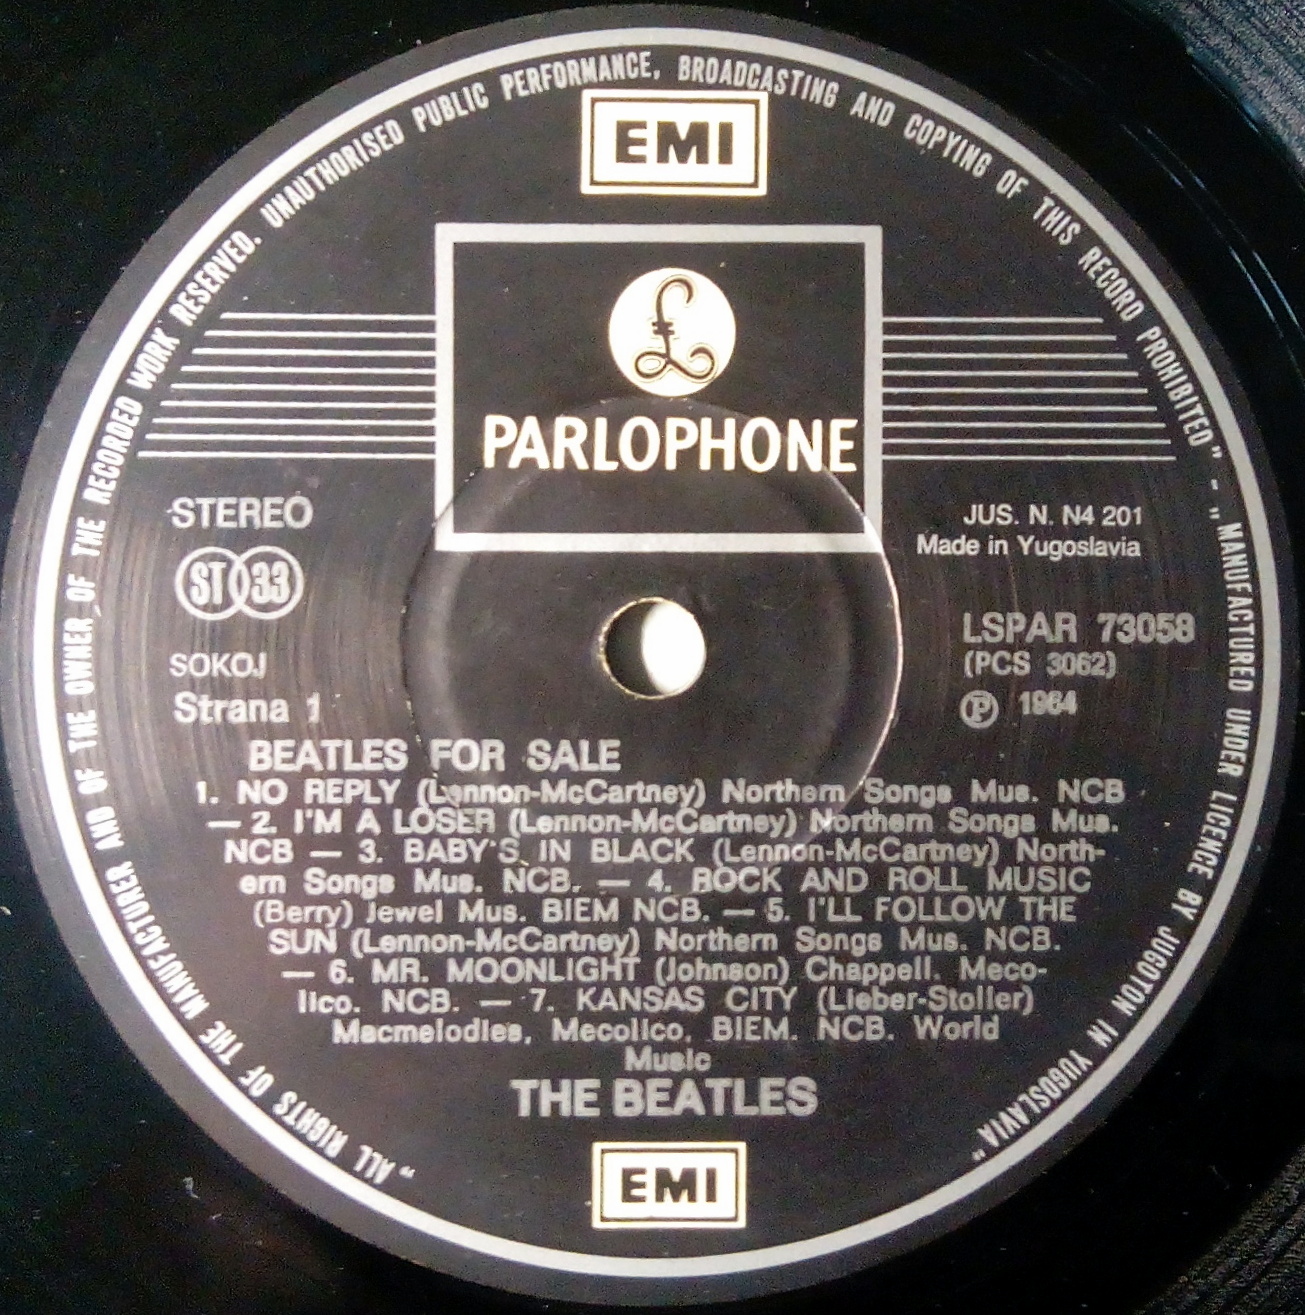 „ALL RIGHTS OF THE MANUFACTURER AND OF THE OWNER OF THE RECORDED WORK RESERVED. UNAUTHORISED PUBLIC PERFORMANCE, BROADCASTING AND COPYING OF THIS RECORD PROHIBITED” - „MANUFACTURED UNDER LICENCE BY JUGOTON IN YUGOSLAVIA”
EMI
£
PARLOPHONE
STEREO
ST 33
SOKOJ
Strana 1
JUS. N. N4 201
Made in Yugoslavia
LSPAR 73058
(PCS 3062)
Ⓟ 1964
BEATLES FOR SALE
1. NO REPLY (Lennon-McCartney) Northern Songs Mus. NCB
— 2. I'M A LOSER (Lennon-McCartney) Northern Songs Mus.
NCB — 3. BABY'S IN BLACK (Lennon-McCartney) North-
ern Songs Mus. NCB. — 4. ROCK AND ROLL MUSIC
(Berry) Jewel Mus. BIEM NCB. — 5. I'LL FOLLOW THE
SUN (Lennon-McCartney) Northern Songs Mus. NCB.
— 6. MR. MOONLIGHT (Johnson) Chappell. Meco-
lico. NCB. — 7. KANSAS CITY (Lieber-Stoller)
Macmelodies, Mecolico, BIEM. NCB. World
Music
THE BEATLES
EMI